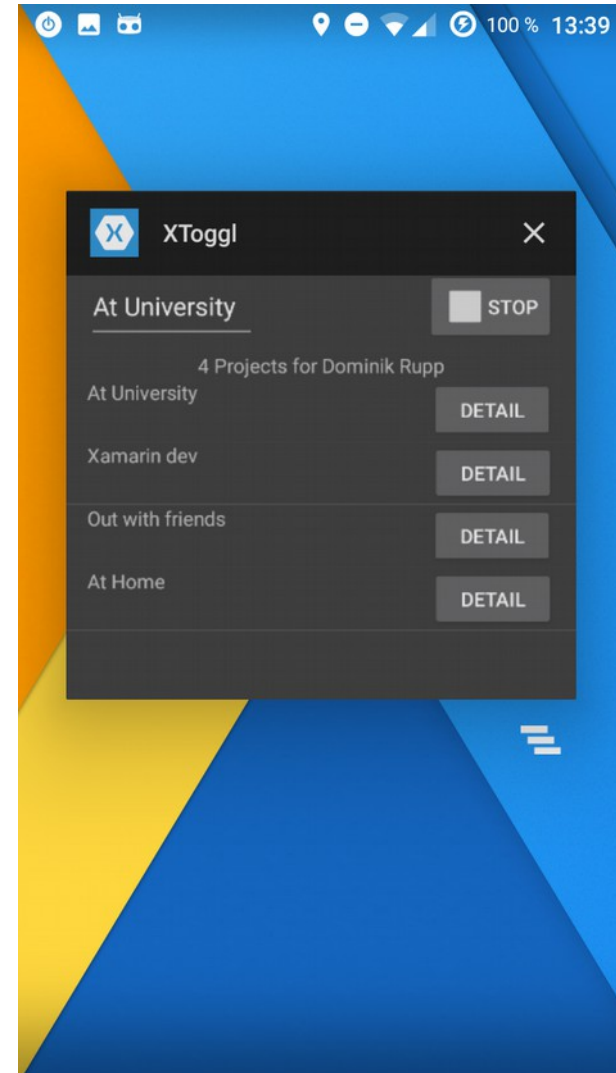 100 % 13:39
XToggl
At University STOP
4 Projects for Dominik Rupp
At University
DETAIL
Xamarin dev
DETAIL
Out with friends
DETAIL
At Home
DETAIL